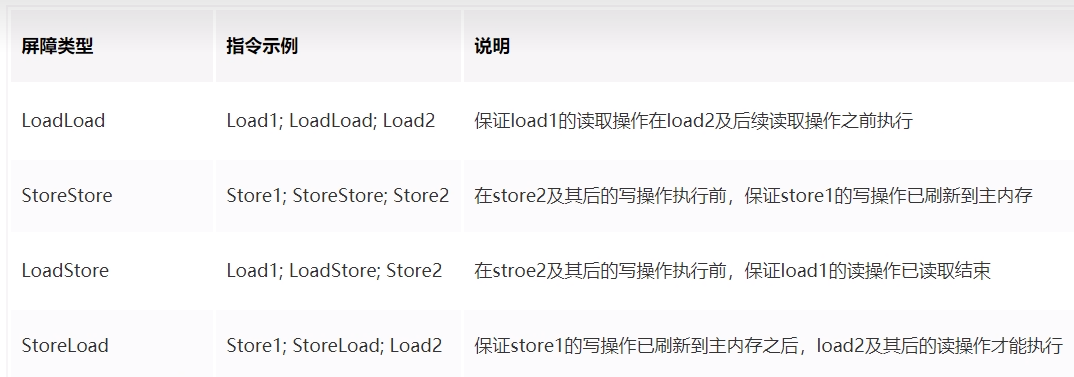 屏障类型 指令示例 说明
LoadLoad Load1; LoadLoad; Load2 保证load1的读取操作在load2及后续读取操作之前执行
StoreStore Store1; StoreStore; Store2 在store2及其后的写操作执行前，保证store1的写操作已刷新到主内存
LoadStore Load1; LoadStore; Store2 在stroe2及其后的写操作执行前，保证load1的读操作已读取结束
StoreLoad Store1; StoreLoad; Load2 保证store1的写操作已刷新到主内存之后，load2及其后的读操作才能执行